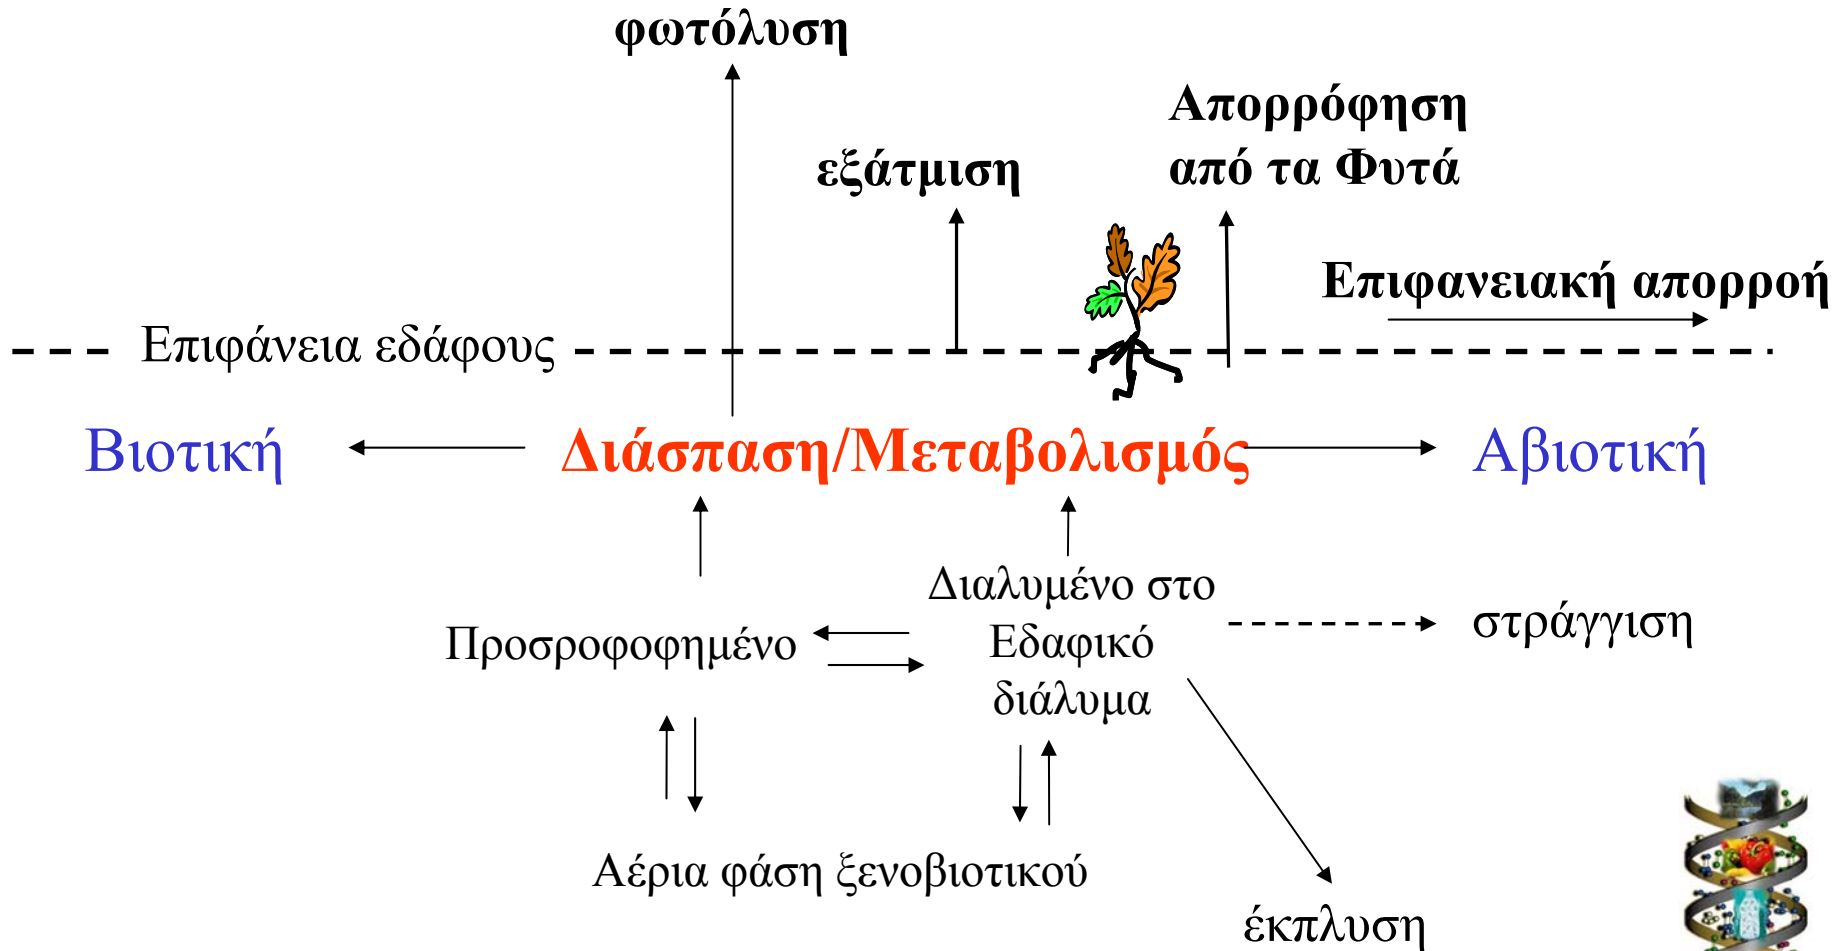 φωτόλυση
Απορρόφηση
από τα Φυτά
εξάτμιση
Επιφανειακή απορροή
Επιφάνεια εδάφους
Βιοτική
Διάσπαση/Μεταβολισμός
Αβιοτική
Διαλυμένο στο
Εδαφικό
διάλυμα
Προσροφοφημένο
στράγγιση
Αέρια φάση ξενοβιοτικού
έκπλυση